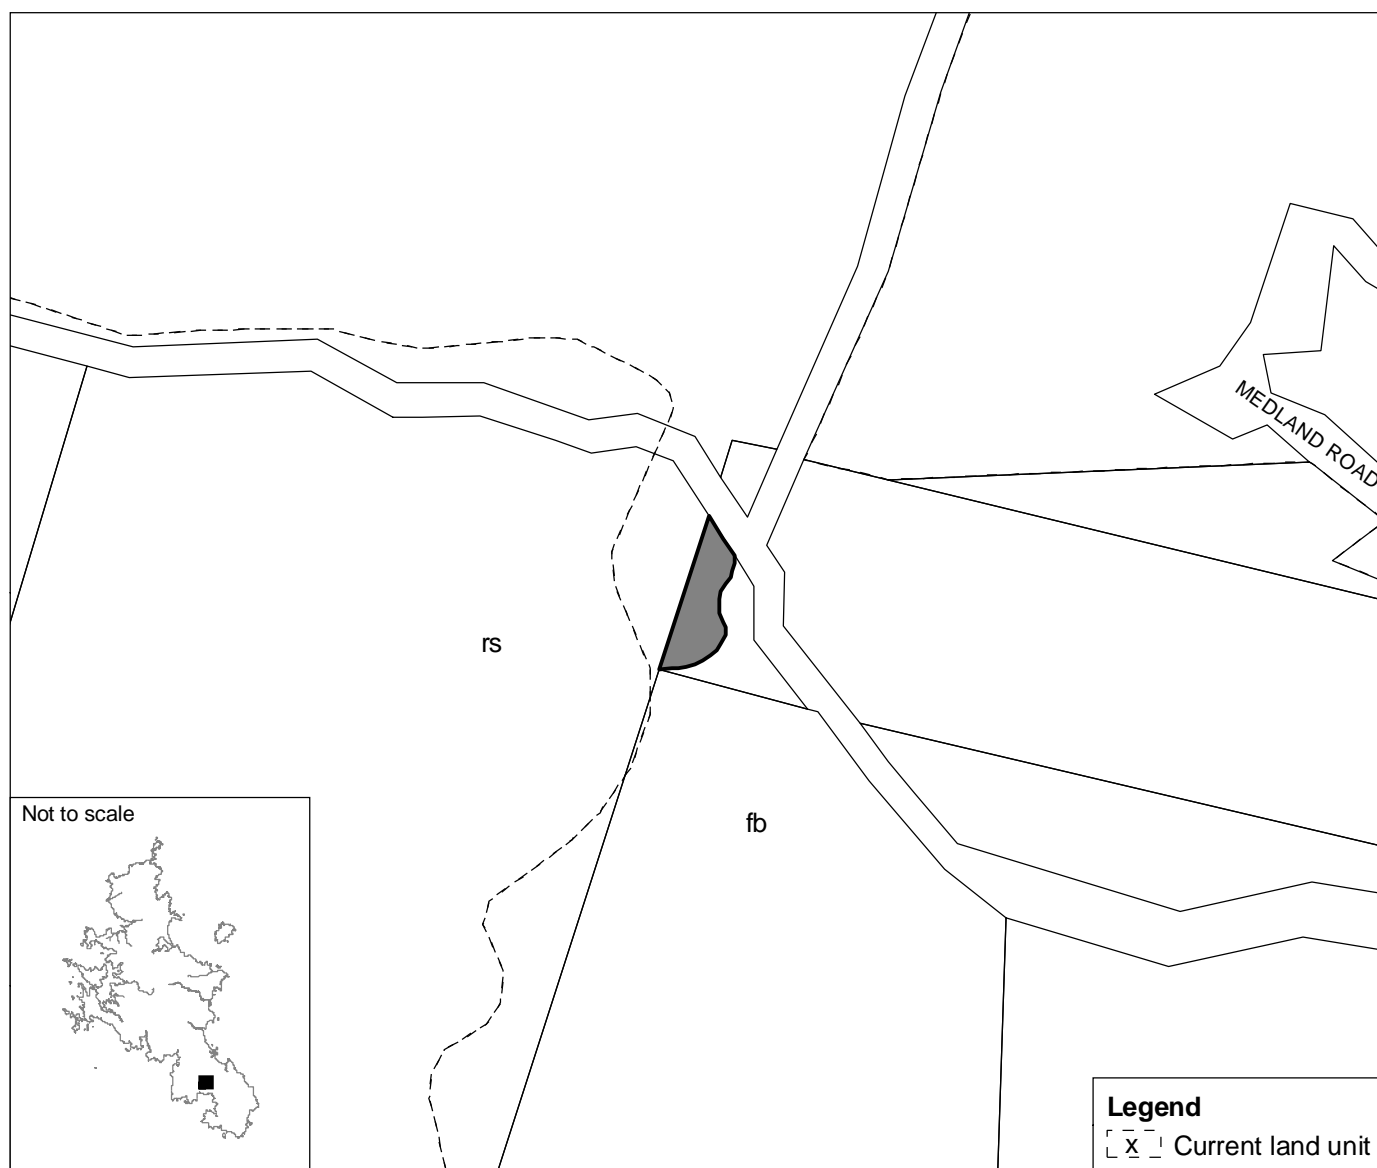 MEDLAND ROAD
rs
fb
Not to scale
Legend
x Current land unit